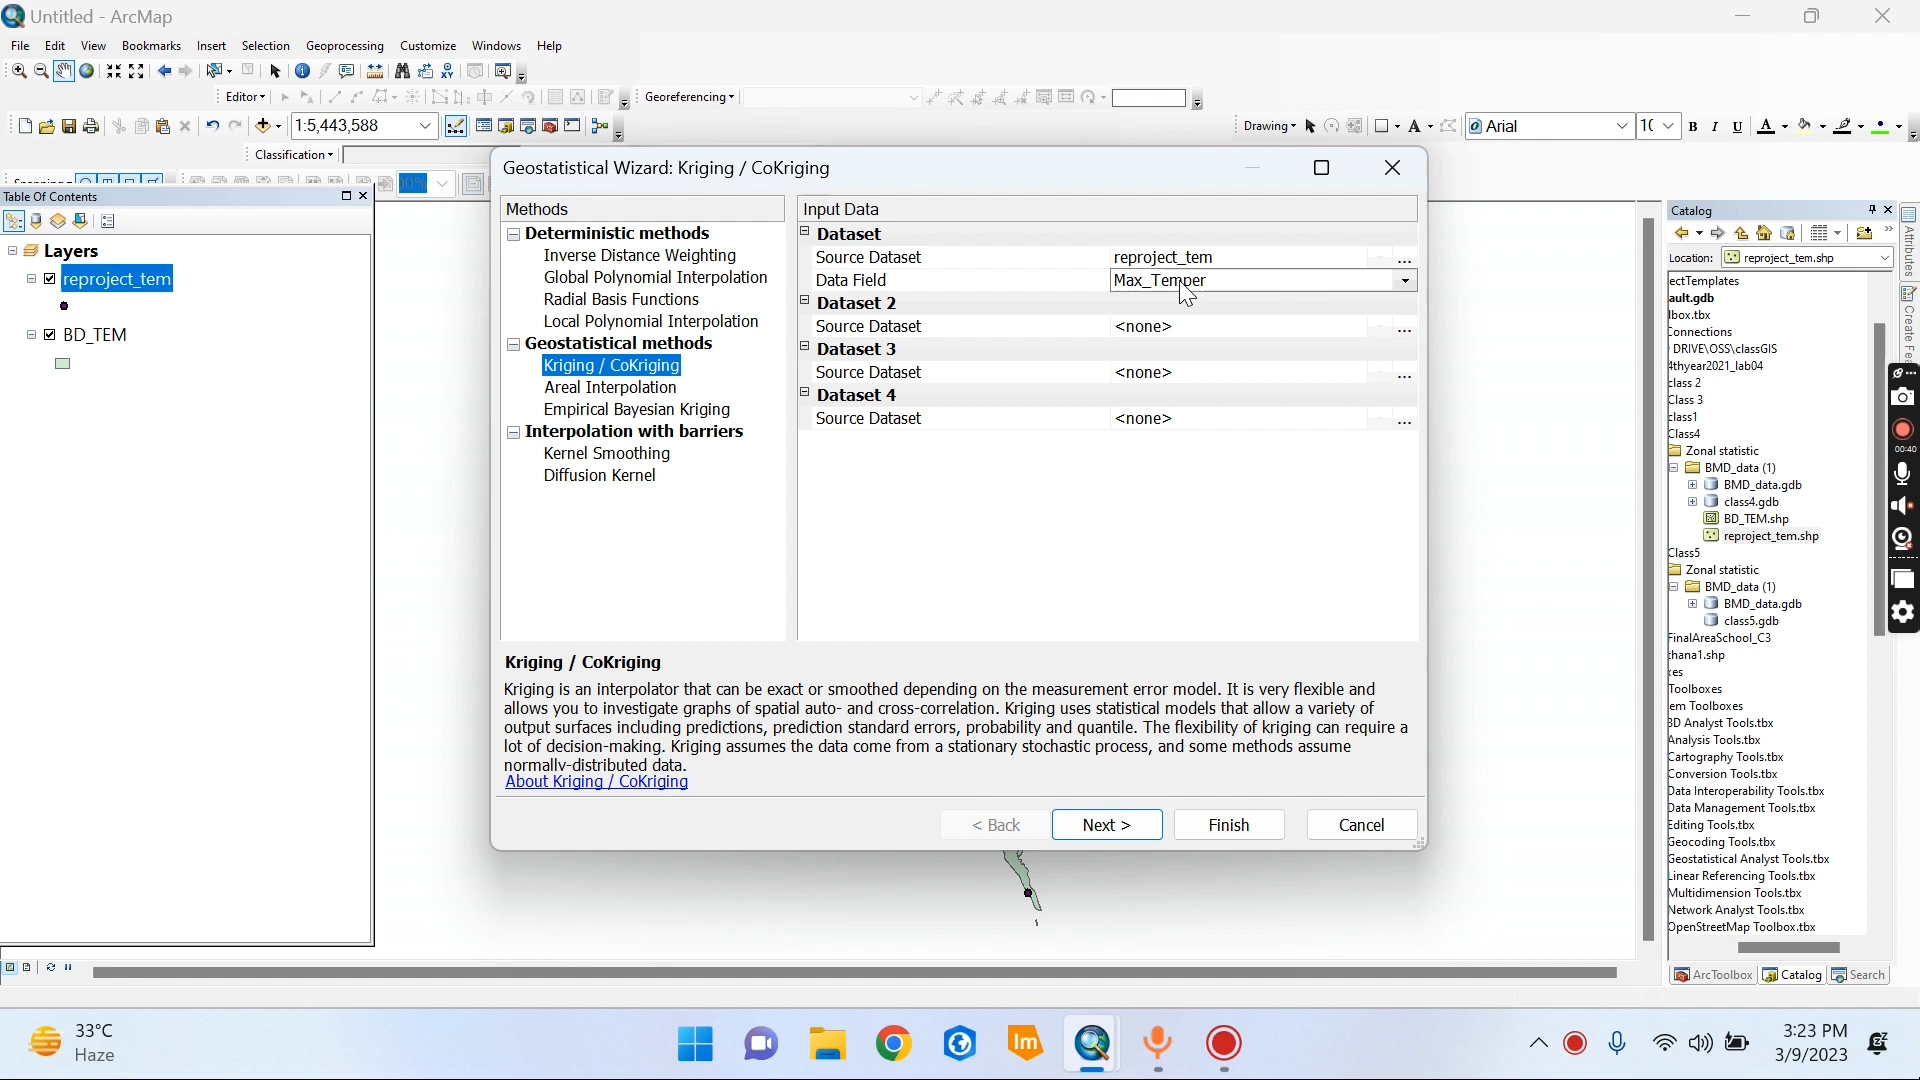 Untitled - ArcMap
File Edit View Bookmarks Insert Selection Geoprocessing Customize Windows Help
Editor Georeferencing
1:5,443,588 Drawing A Arial B I U A
Classification
Table Of Contents
Layers
reproject_tem
BD_TEM
Geostatistical Wizard: Kriging / CoKriging
Methods
Deterministic methods
Inverse Distance Weighting
Global Polynomial Interpolation
Radial Basis Functions
Local Polynomial Interpolation
Geostatistical methods
Kriging / CoKriging
Areal Interpolation
Empirical Bayesian Kriging
Interpolation with barriers
Kernel Smoothing
Diffusion Kernel
Input Data
Dataset
Source Dataset reproject_tem ...
Data Field Max_Temper
Dataset 2
Source Dataset <none> ...
Dataset 3
Source Dataset <none> ...
Dataset 4
Source Dataset <none> ...
Kriging / CoKriging
Kriging is an interpolator that can be exact or smoothed depending on the measurement error model. It is very flexible and
allows you to investigate graphs of spatial auto- and cross-correlation. Kriging uses statistical models that allow a variety of
output surfaces including predictions, prediction standard errors, probability and quantile. The flexibility of kriging can require a
lot of decision-making. Kriging assumes the data come from a stationary stochastic process, and some methods assume
normally-distributed data.
About Kriging / CoKriging
< Back Next > Finish Cancel
Catalog
Location: reproject_tem.shp
ectTemplates
ault.gdb
lbox.tbx
Connections
DRIVE\OSS\classGIS
4thyear2021_lab04
class 2
Class 3
class1
Class4
Zonal statistic
BMD_data (1)
BMD_data.gdb
class4.gdb
BD_TEM.shp
reproject_tem.shp
Class5
Zonal statistic
BMD_data (1)
BMD_data.gdb
class5.gdb
FinalAreaSchool_C3
thana1.shp
es
Toolboxes
em Toolboxes
3D Analyst Tools.tbx
Analysis Tools.tbx
Cartography Tools.tbx
Conversion Tools.tbx
Data Interoperability Tools.tbx
Data Management Tools.tbx
Editing Tools.tbx
Geocoding Tools.tbx
Geostatistical Analyst Tools.tbx
Linear Referencing Tools.tbx
Multidimension Tools.tbx
Network Analyst Tools.tbx
OpenStreetMap Toolbox.tbx
ArcToolbox Catalog Search
Attributes
Create Fea
00:40
33°C
Haze
Im
3:23 PM
3/9/2023